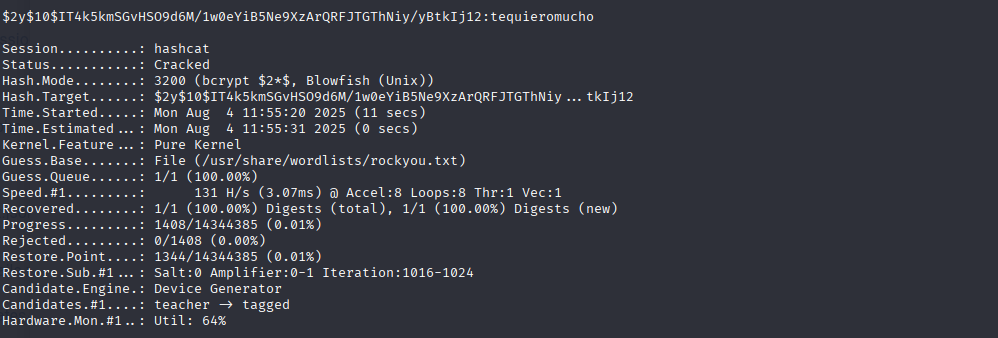 $2y$10$IT4k5kmSGvHSO9d6M/1w0eYiB5Ne9XzArQRFJTGThNiy/yBtkIj12:tequieromucho
Session..........: hashcat
Status...........: Cracked
Hash.Mode........: 3200 (bcrypt $2*$, Blowfish (Unix))
Hash.Target......: $2y$10$IT4k5kmSGvHSO9d6M/1w0eYiB5Ne9XzArQRFJTGThNiy...tkIj12
Time.Started.....: Mon Aug  4 11:55:20 2025 (11 secs)
Time.Estimated...: Mon Aug  4 11:55:31 2025 (0 secs)
Kernel.Feature...: Pure Kernel
Guess.Base.......: File (/usr/share/wordlists/rockyou.txt)
Guess.Queue......: 1/1 (100.00%)
Speed.#1.........:      131 H/s (3.07ms) @ Accel:8 Loops:8 Thr:1 Vec:1
Recovered........: 1/1 (100.00%) Digests (total), 1/1 (100.00%) Digests (new)
Progress.........: 1408/14344385 (0.01%)
Rejected.........: 0/1408 (0.00%)
Restore.Point....: 1344/14344385 (0.01%)
Restore.Sub.#1...: Salt:0 Amplifier:0-1 Iteration:1016-1024
Candidate.Engine.: Device Generator
Candidates.#1....: teacher -> tagged
Hardware.Mon.#1..: Util: 64%